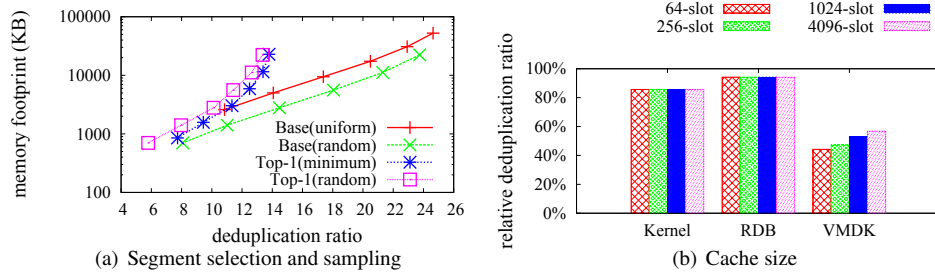 memory footprint (KB)
100000
10000
1000
100
4 6 8 10 12 14 16 18 20 22 24 26
deduplication ratio
Base(uniform)
Base(random)
Top-1(minimum)
Top-1(random)
(a) Segment selection and sampling
64-slot
256-slot
1024-slot
4096-slot
relative deduplication ratio
100%
80%
60%
40%
20%
0%
Kernel RDB VMDK
(b) Cache size